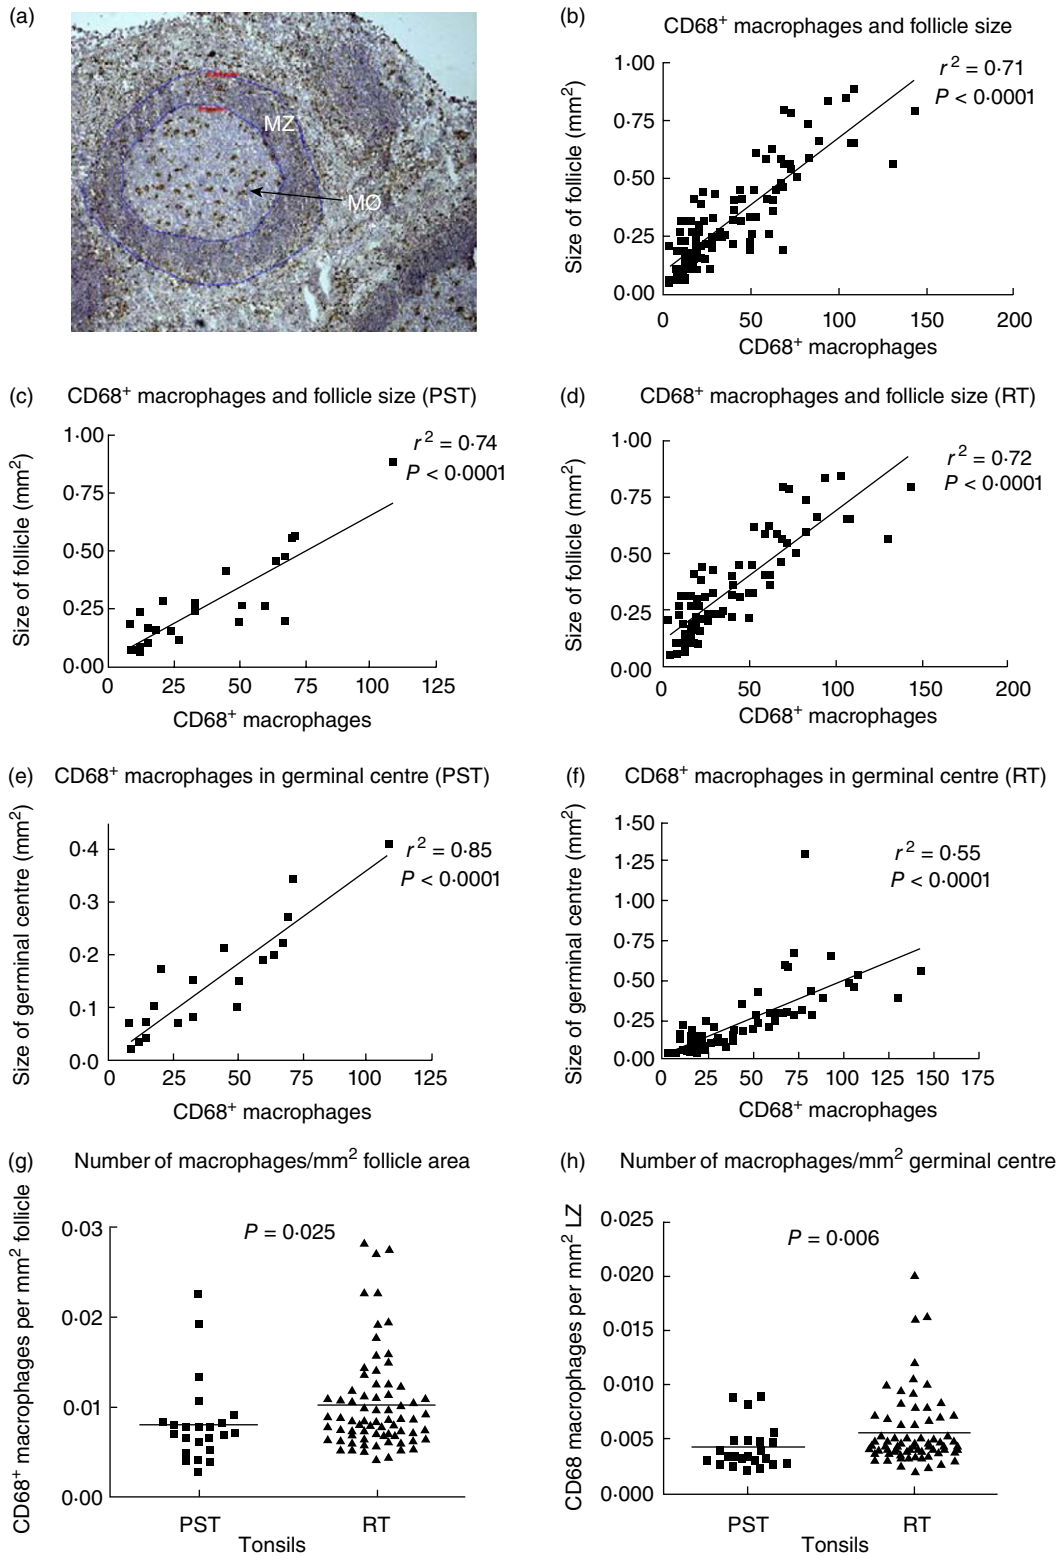 (a)
MZ
MØ
(b) CD68+ macrophages and follicle size
r2 = 0·71
P < 0·0001
Size of follicle (mm2)
1·00
0·75
0·50
0·25
0·00
0 50 100 150 200
CD68+ macrophages
(c) CD68+ macrophages and follicle size (PST)
r2 = 0·74
P < 0·0001
Size of follicle (mm2)
1·00
0·75
0·50
0·25
0·00
0 25 50 75 100 125
CD68+ macrophages
(d) CD68+ macrophages and follicle size (RT)
r2 = 0·72
P < 0·0001
Size of follicle (mm2)
1·00
0·75
0·50
0·25
0·00
0 50 100 150 200
CD68+ macrophages
(e) CD68+ macrophages in germinal centre (PST)
r2 = 0·85
P < 0·0001
Size of germinal centre (mm2)
0·4
0·3
0·2
0·1
0·0
0 25 50 75 100 125
CD68+ macrophages
(f) CD68+ macrophages in germinal centre (RT)
r2 = 0·55
P < 0·0001
Size of germinal centre (mm2)
1·50
1·25
1·00
0·75
0·50
0·25
0·00
0 25 50 75 100 125 150 175
CD68+ macrophages
(g) Number of macrophages/mm2 follicle area
P = 0·025
CD68+ macrophages per mm2 follicle
0·03
0·02
0·01
0·00
PST RT
Tonsils
(h) Number of macrophages/mm2 germinal centre
P = 0·006
CD68 macrophages per mm2 LZ
0·025
0·020
0·015
0·010
0·005
0·000
PST RT
Tonsils